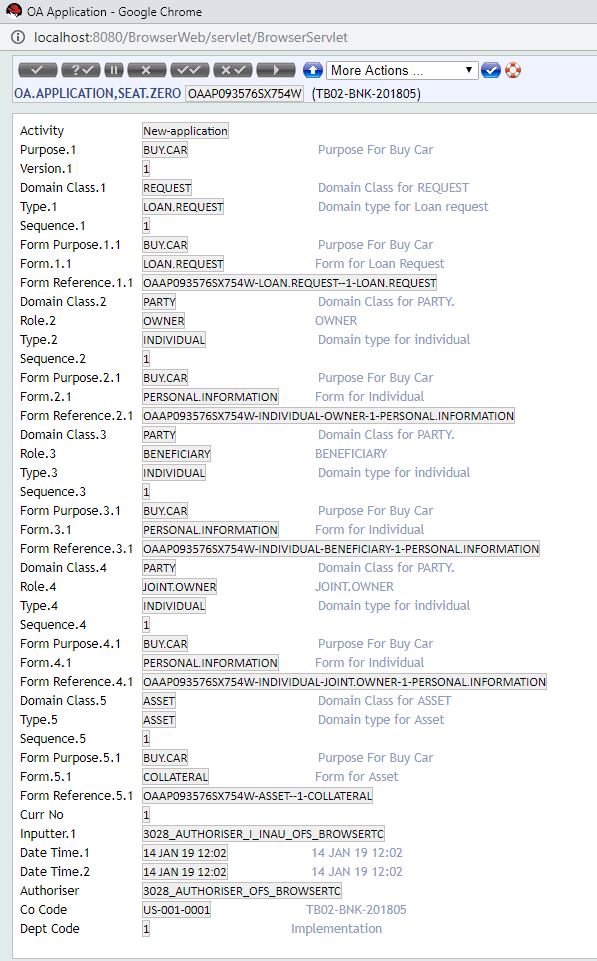 OA Application - Google Chrome
localhost:8080/BrowserWeb/servlet/BrowserServlet
More Actions ...
OA.APPLICATION,SEAT.ZERO OAAP093576SX754W (TB02-BNK-201805)
Activity New-application
Purpose.1 BUY.CAR Purpose For Buy Car
Version.1 1
Domain Class.1 REQUEST Domain Class for REQUEST
Type.1 LOAN.REQUEST Domain type for Loan request
Sequence.1 1
Form Purpose.1.1 BUY.CAR Purpose For Buy Car
Form.1.1 LOAN.REQUEST Form for Loan Request
Form Reference.1.1 OAAP093576SX754W-LOAN.REQUEST--1-LOAN.REQUEST
Domain Class.2 PARTY Domain Class for PARTY.
Role.2 OWNER OWNER
Type.2 INDIVIDUAL Domain type for individual
Sequence.2 1
Form Purpose.2.1 BUY.CAR Purpose For Buy Car
Form.2.1 PERSONAL.INFORMATION Form for Individual
Form Reference.2.1 OAAP093576SX754W-INDIVIDUAL-OWNER-1-PERSONAL.INFORMATION
Domain Class.3 PARTY Domain Class for PARTY.
Role.3 BENEFICIARY BENEFICIARY
Type.3 INDIVIDUAL Domain type for individual
Sequence.3 1
Form Purpose.3.1 BUY.CAR Purpose For Buy Car
Form.3.1 PERSONAL.INFORMATION Form for Individual
Form Reference.3.1 OAAP093576SX754W-INDIVIDUAL-BENEFICIARY-1-PERSONAL.INFORMATION
Domain Class.4 PARTY Domain Class for PARTY.
Role.4 JOINT.OWNER JOINT.OWNER
Type.4 INDIVIDUAL Domain type for individual
Sequence.4 1
Form Purpose.4.1 BUY.CAR Purpose For Buy Car
Form.4.1 PERSONAL.INFORMATION Form for Individual
Form Reference.4.1 OAAP093576SX754W-INDIVIDUAL-JOINT.OWNER-1-PERSONAL.INFORMATION
Domain Class.5 ASSET Domain Class for ASSET
Type.5 ASSET Domain type for Asset
Sequence.5 1
Form Purpose.5.1 BUY.CAR Purpose For Buy Car
Form.5.1 COLLATERAL Form for Asset
Form Reference.5.1 OAAP093576SX754W-ASSET--1-COLLATERAL
Curr No 1
Inputter.1 3028_AUTHORISER_I_INAU_OFS_BROWSERTC
Date Time.1 14 JAN 19 12:02 14 JAN 19 12:02
Date Time.2 14 JAN 19 12:02 14 JAN 19 12:02
Authoriser 3028_AUTHORISER_OFS_BROWSERTC
Co Code US-001-0001 TB02-BNK-201805
Dept Code 1 Implementation